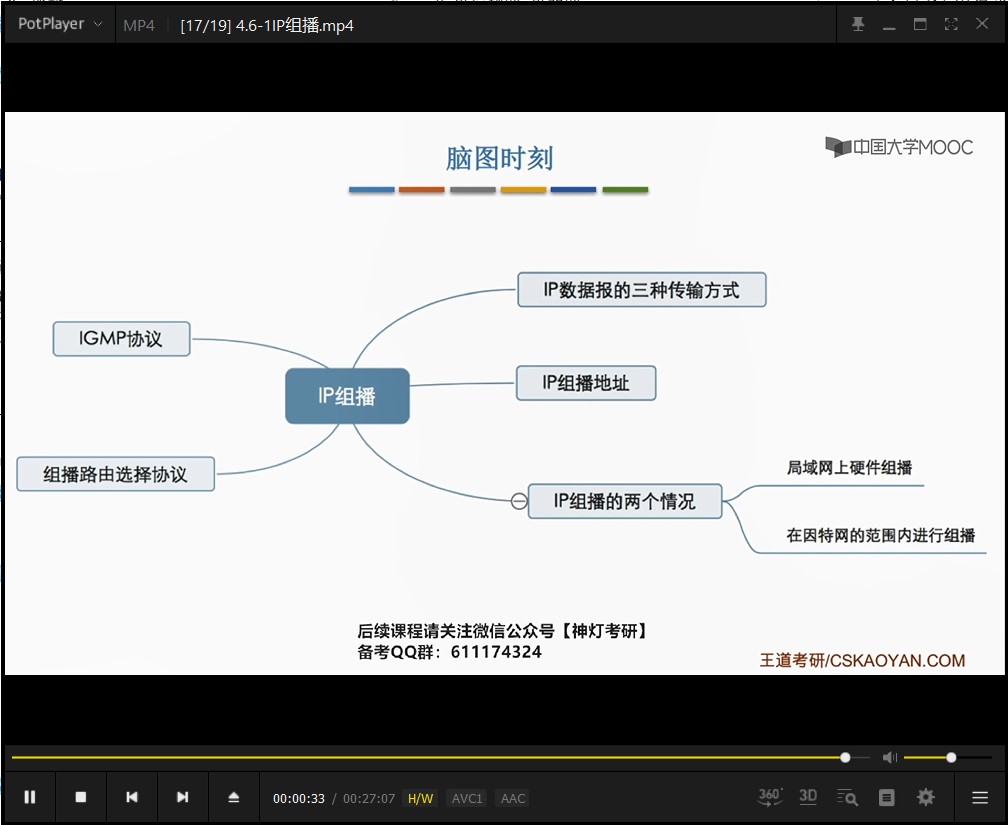 PotPlayer MP4 [17/19] 4.6-1IP组播.mp4
脑图时刻
中国大学MOOC
IP数据报的三种传输方式
IGMP协议
IP组播
IP组播地址
组播路由选择协议
IP组播的两个情况
局域网上硬件组播
在因特网的范围内进行组播
后续课程请关注微信公众号【神灯考研】
备考QQ群：611174324
王道考研/CSKAOYAN.COM
00:00:33 / 00:27:07 H/W AVC1 AAC
360° 3D